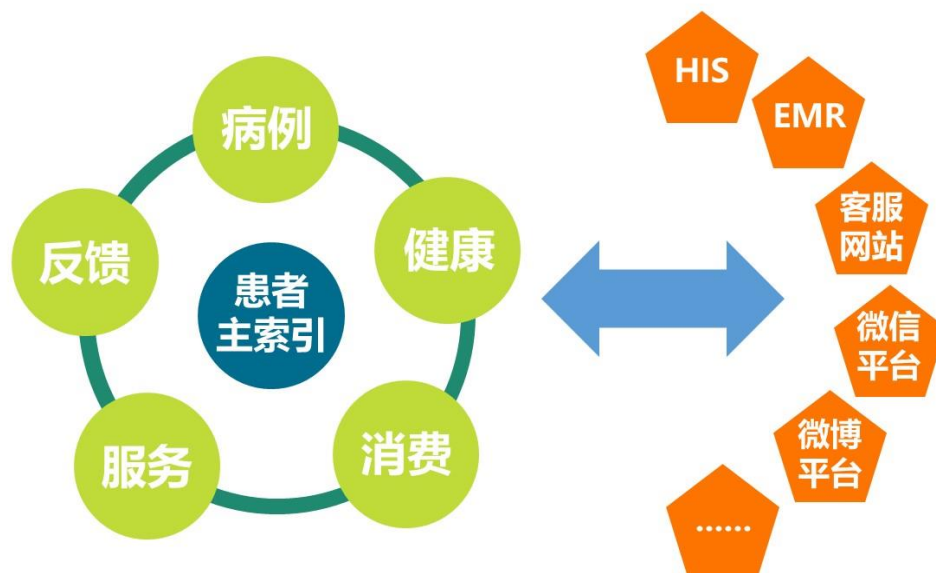 病例
健康
消费
服务
反馈
患者
主索引
HIS
EMR
客服
网站
微信
平台
微博
平台
......